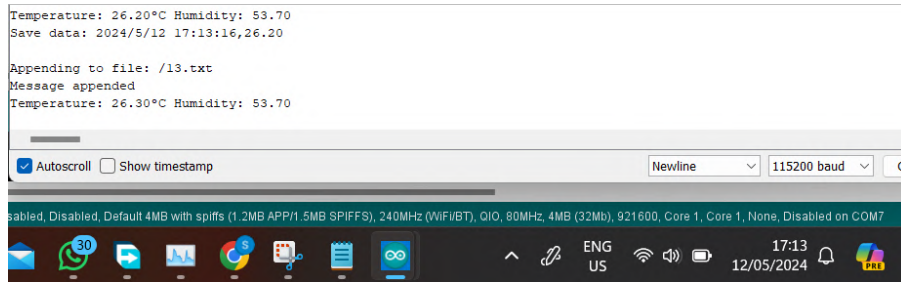 Temperature: 26.20°C Humidity: 53.70
Save data: 2024/5/12 17:13:16,26.20
Appending to file: /13.txt
Message appended
Temperature: 26.30°C Humidity: 53.70
Autoscroll Show timestamp Newline 115200 baud
sabled, Disabled, Default 4MB with spiffs (1.2MB APP/1.5MB SPIFFS), 240MHz (WiFi/BT), QIO, 80MHz, 4MB (32Mb), 921600, Core 1, Core 1, None, Disabled on COM7
30 S ENG 17:13
US 12/05/2024 PRE